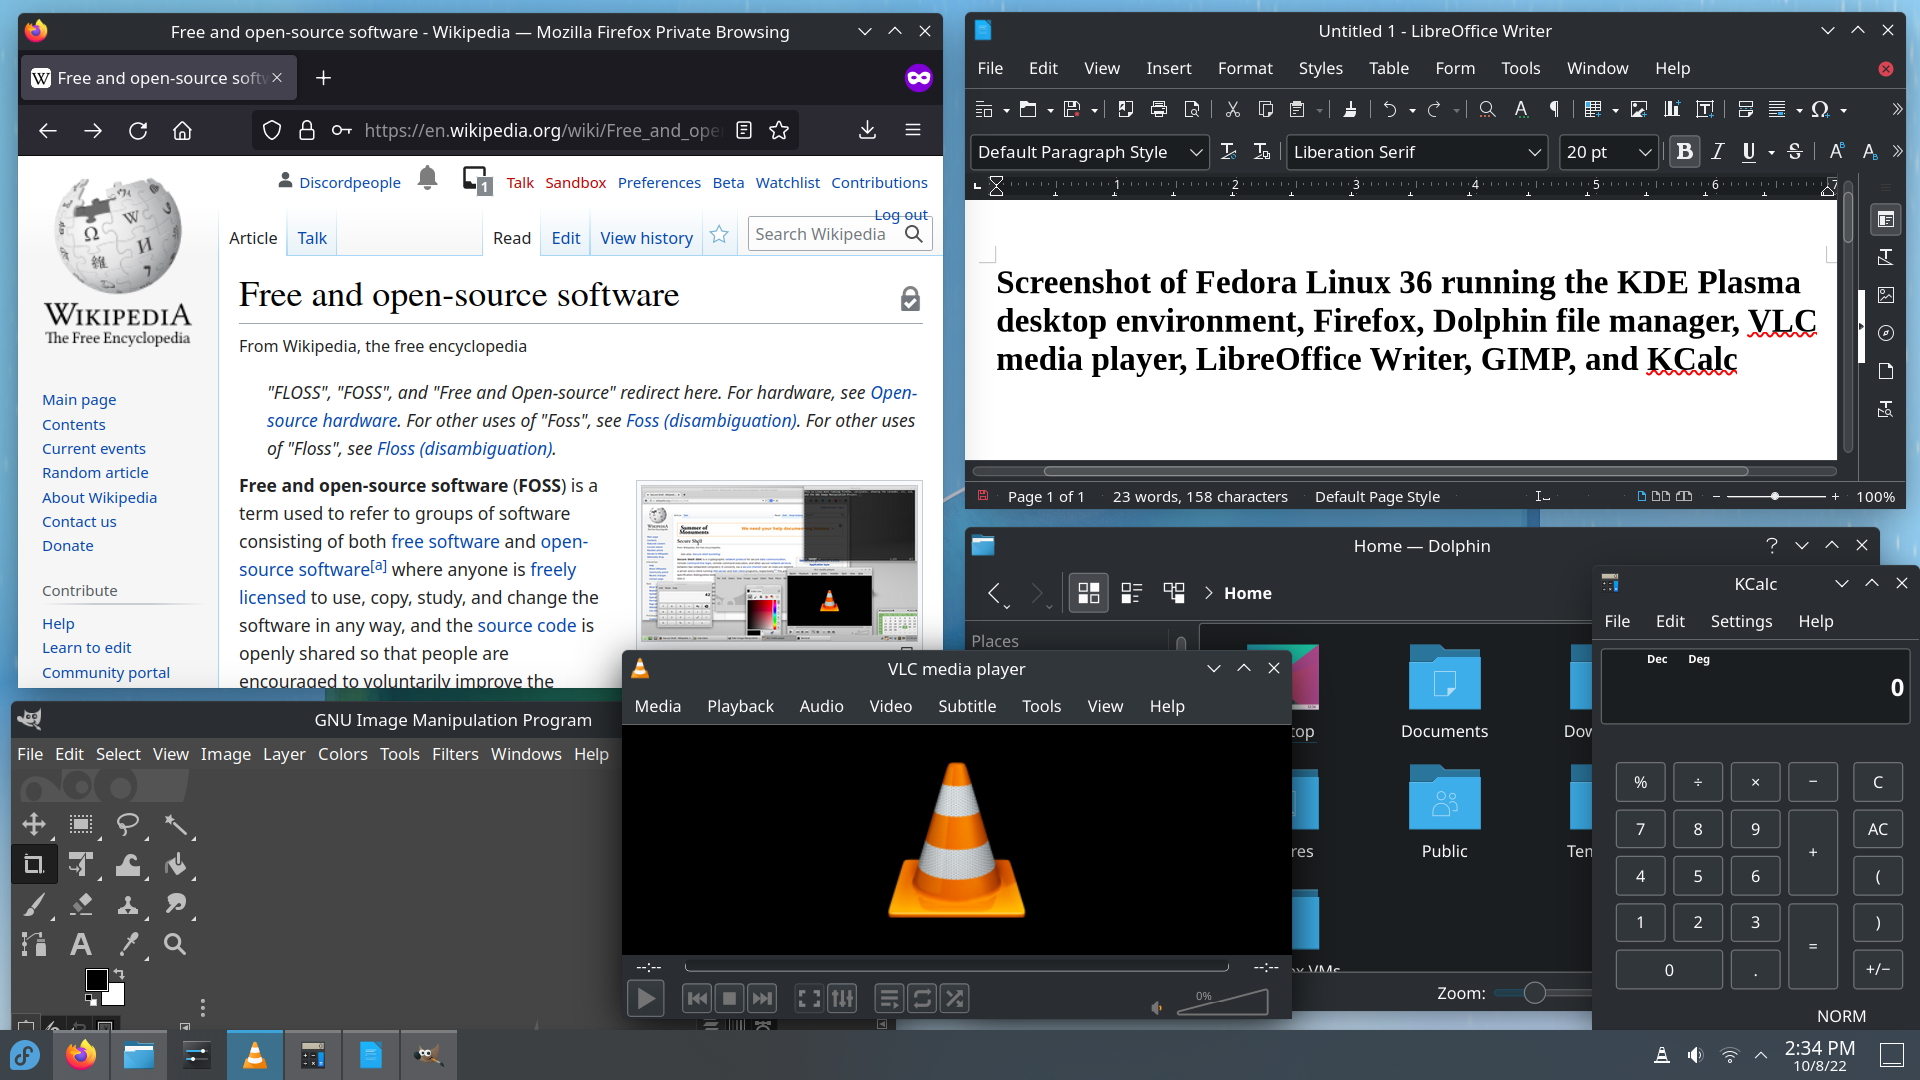 Free and open-source software - Wikipedia — Mozilla Firefox Private Browsing
Free and open-source softw
https://en.wikipedia.org/wiki/Free_and_ope
Discordpeople
1
Talk
Sandbox
Preferences
Beta
Watchlist
Contributions
Log out
Article
Talk
Read
Edit
View history
Search Wikipedia
WIKIPEDIA
The Free Encyclopedia
Main page
Contents
Current events
Random article
About Wikipedia
Contact us
Donate
Contribute
Help
Learn to edit
Community portal
Free and open-source software
From Wikipedia, the free encyclopedia
"FLOSS", "FOSS", and "Free and Open-source" redirect here. For hardware, see Open-
source hardware. For other uses of "Foss", see Foss (disambiguation). For other uses
of "Floss", see Floss (disambiguation).
Free and open-source software (FOSS) is a
term used to refer to groups of software
consisting of both free software and open-
source software[a] where anyone is freely
licensed to use, copy, study, and change the
software in any way, and the source code is
openly shared so that people are
encouraged to voluntarily improve the
Untitled 1 - LibreOffice Writer
File Edit View Insert Format Styles Table Form Tools Window Help
Default Paragraph Style
Liberation Serif
20 pt
B I U S A A
1 2 3 4 5 6 7
Screenshot of Fedora Linux 36 running the KDE Plasma
desktop environment, Firefox, Dolphin file manager, VLC
media player, LibreOffice Writer, GIMP, and KCalc
Page 1 of 1
23 words, 158 characters
Default Page Style
100%
Home — Dolphin
Home
Places
top
Documents
Dow
res
Public
Tem
x VMs
Zoom:
KCalc
File Edit Settings Help
Dec Deg
0
% ÷ × − C
7 8 9 + AC
4 5 6 (
1 2 3 = )
0 . +/−
NORM
GNU Image Manipulation Program
File Edit Select View Image Layer Colors Tools Filters Windows Help
VLC media player
Media Playback Audio Video Subtitle Tools View Help
--:-- --:--
0%
2:34 PM
10/8/22